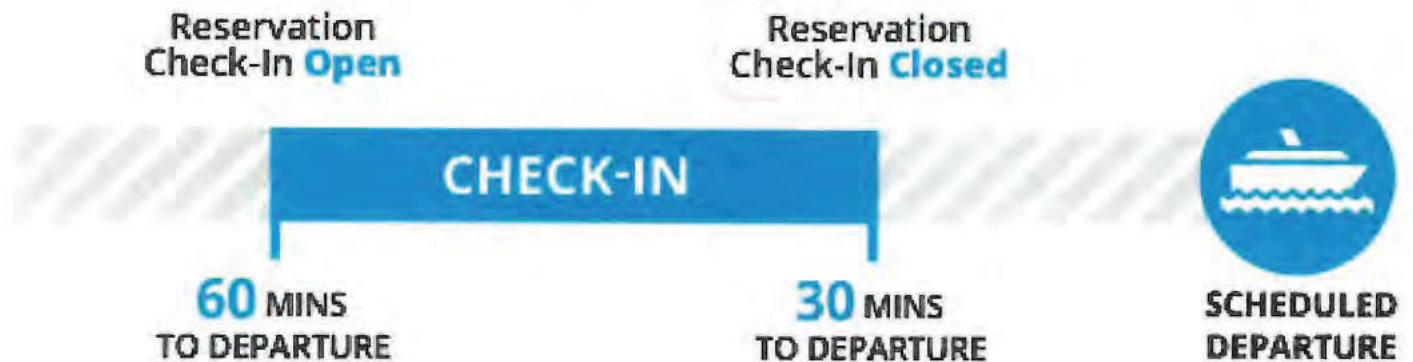 Reservation
Check-In Open
Reservation
Check-In Closed
CHECK-IN
60 MINS
TO DEPARTURE
30 MINS
TO DEPARTURE
SCHEDULED
DEPARTURE